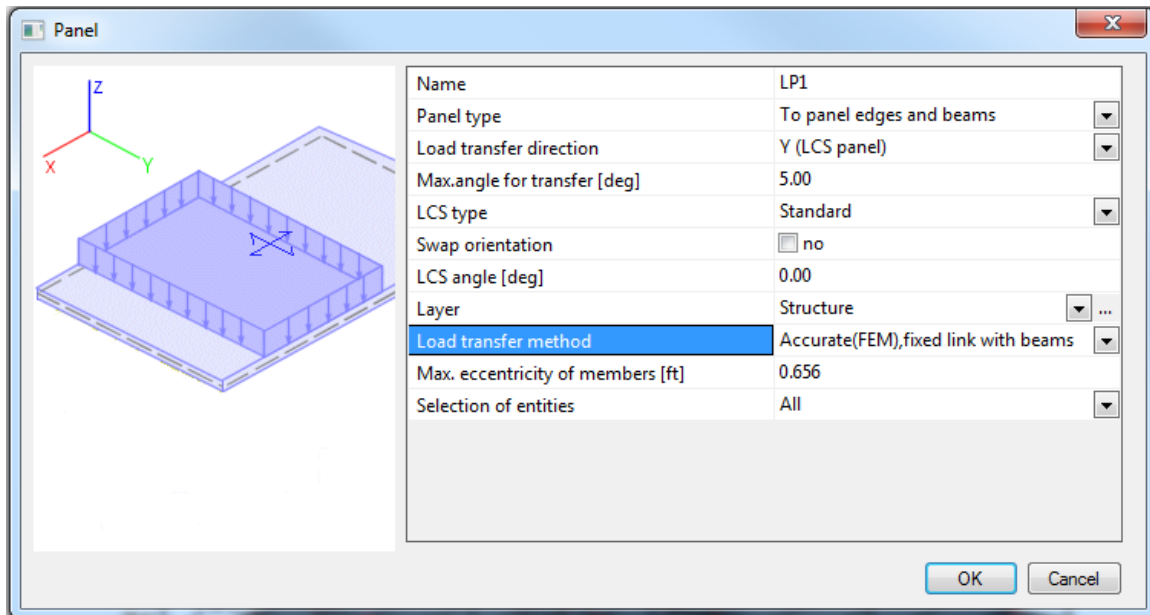 Panel
Z
X
Y
Name LP1
Panel type To panel edges and beams
Load transfer direction Y (LCS panel)
Max.angle for transfer [deg] 5.00
LCS type Standard
Swap orientation no
LCS angle [deg] 0.00
Layer Structure ...
Load transfer method Accurate(FEM),fixed link with beams
Max. eccentricity of members [ft] 0.656
Selection of entities All
OK Cancel